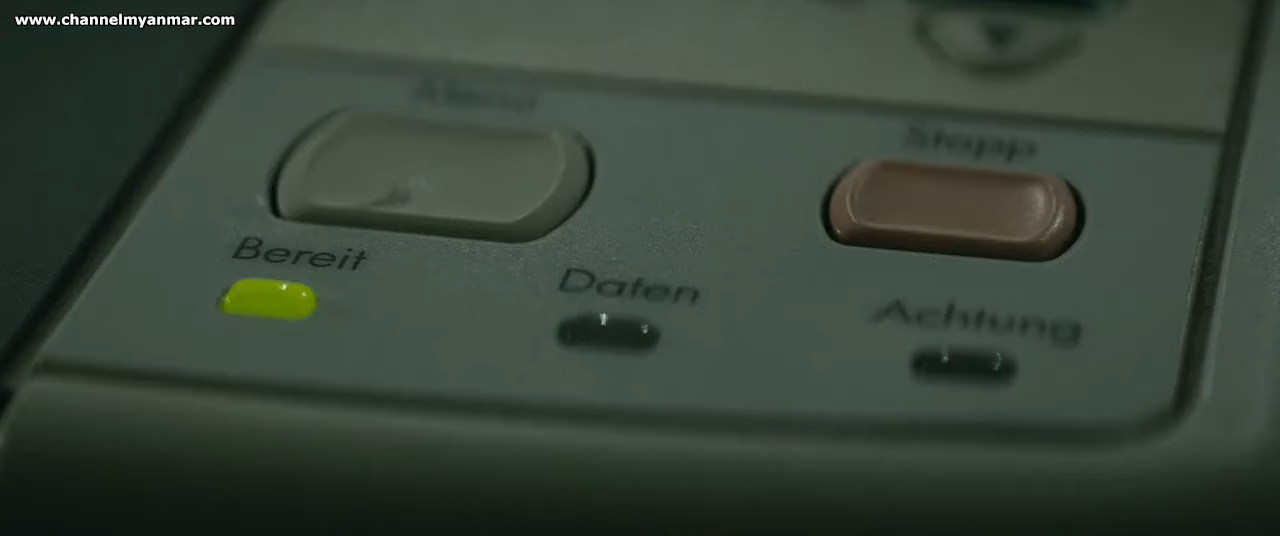 www.channelmyanmar.com
Stopp
Bereit
Daten
Achtung